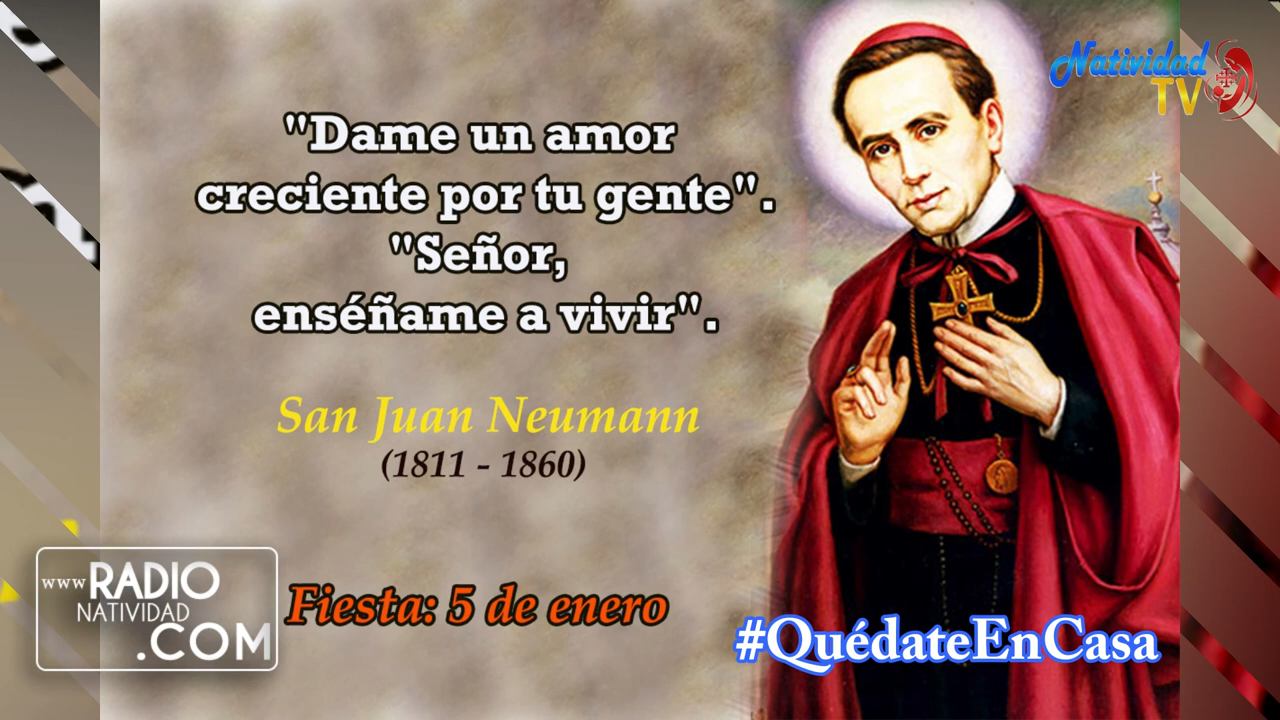 Natividad
TV
"Dame un amor
creciente por tu gente".
"Señor,
enséñame a vivir".
San Juan Neumann
(1811 - 1860)
www RADIO
NATIVIDAD
.COM
Fiesta: 5 de enero
#QuédateEnCasa